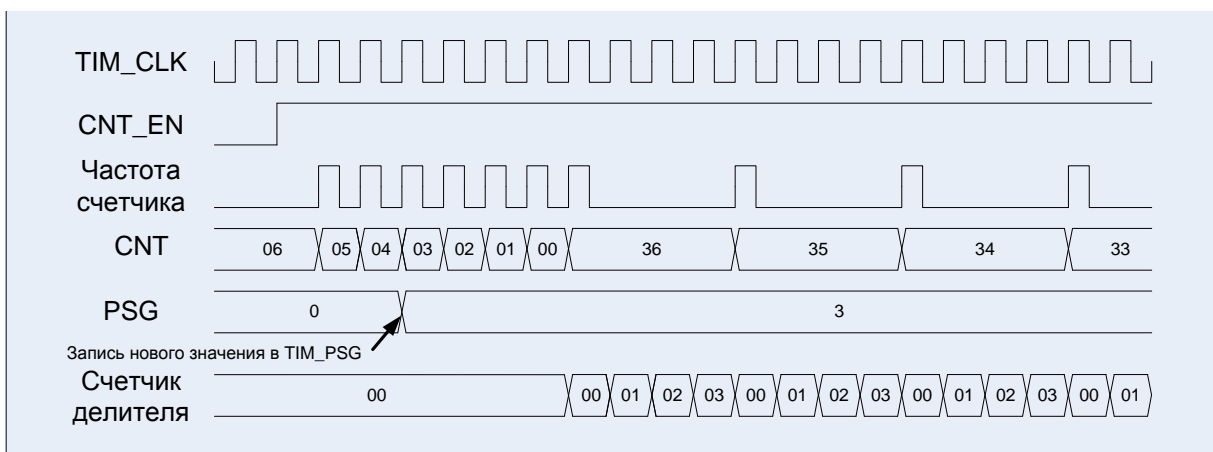 TIM_CLK
CNT_EN
Частота
счетчика
CNT
06 05 04 03 02 01 00 36 35 34 33
PSG
0 3
Запись нового значения в TIM_PSG
Счетчик
делителя
00 00 01 02 03 00 01 02 03 00 01 02 03 00 01